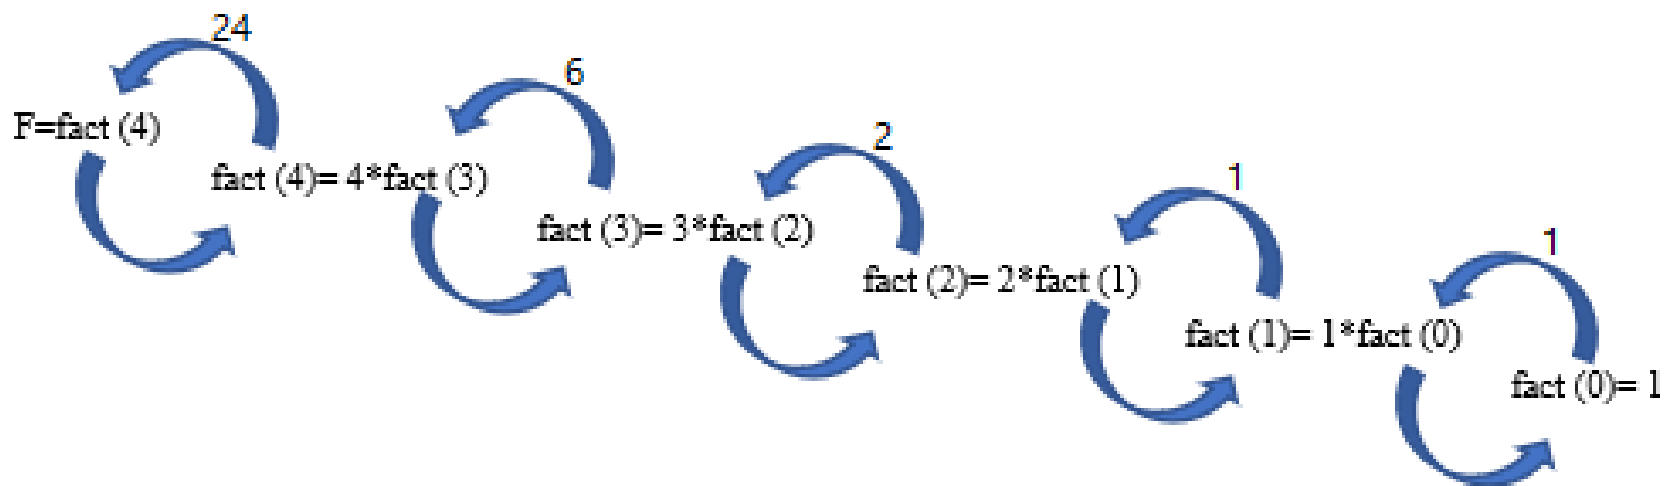 24
6
F=fact (4)
2
fact (4)= 4*fact (3)
1
fact (3)= 3*fact (2)
1
fact (2)= 2*fact (1)
fact (1)= 1*fact (0)
fact (0)= 1